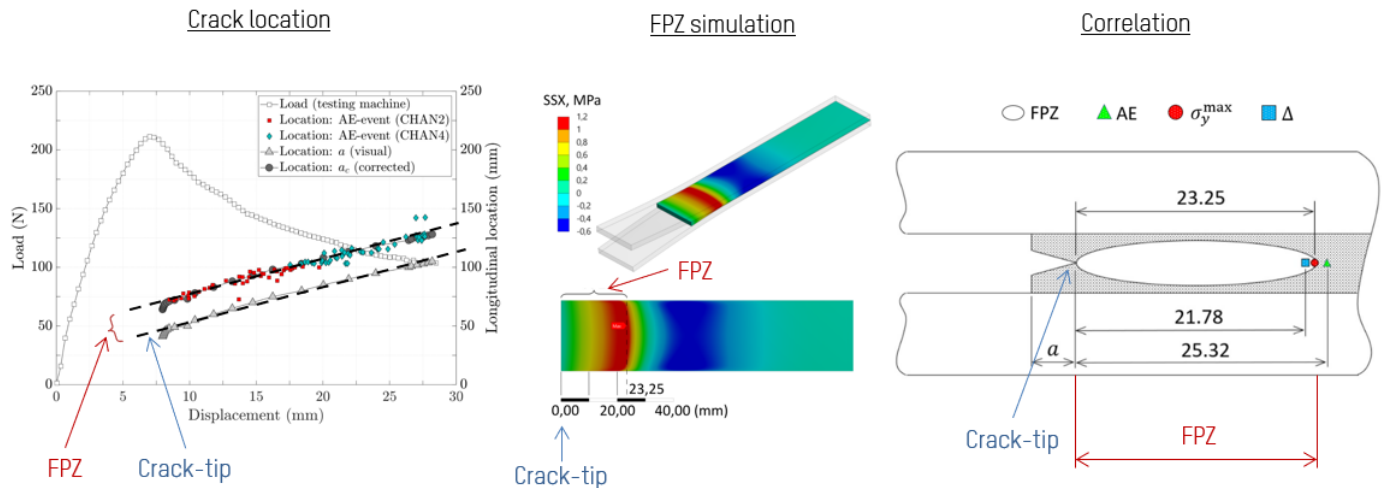 Crack location
FPZ simulation
Correlation
250
200
150
100
50
0
Load (N)
0 5 10 15 20 25 30
Displacement (mm)
250
200
150
100
50
0
Longitudinal location (mm)
Load (testing machine)
Location: AE-event (CHAN2)
Location: AE-event (CHAN4)
Location: a (visual)
Location: a_c (corrected)
FPZ
Crack-tip
SSX, MPa
1,2
1
0,8
0,6
0,4
0,2
0
-0,2
-0,4
-0,6
FPZ
23,25
0,00 20,00 40,00 (mm)
Crack-tip
FPZ AE σ_y^max Δ
23.25
21.78
a 25.32
Crack-tip
FPZ